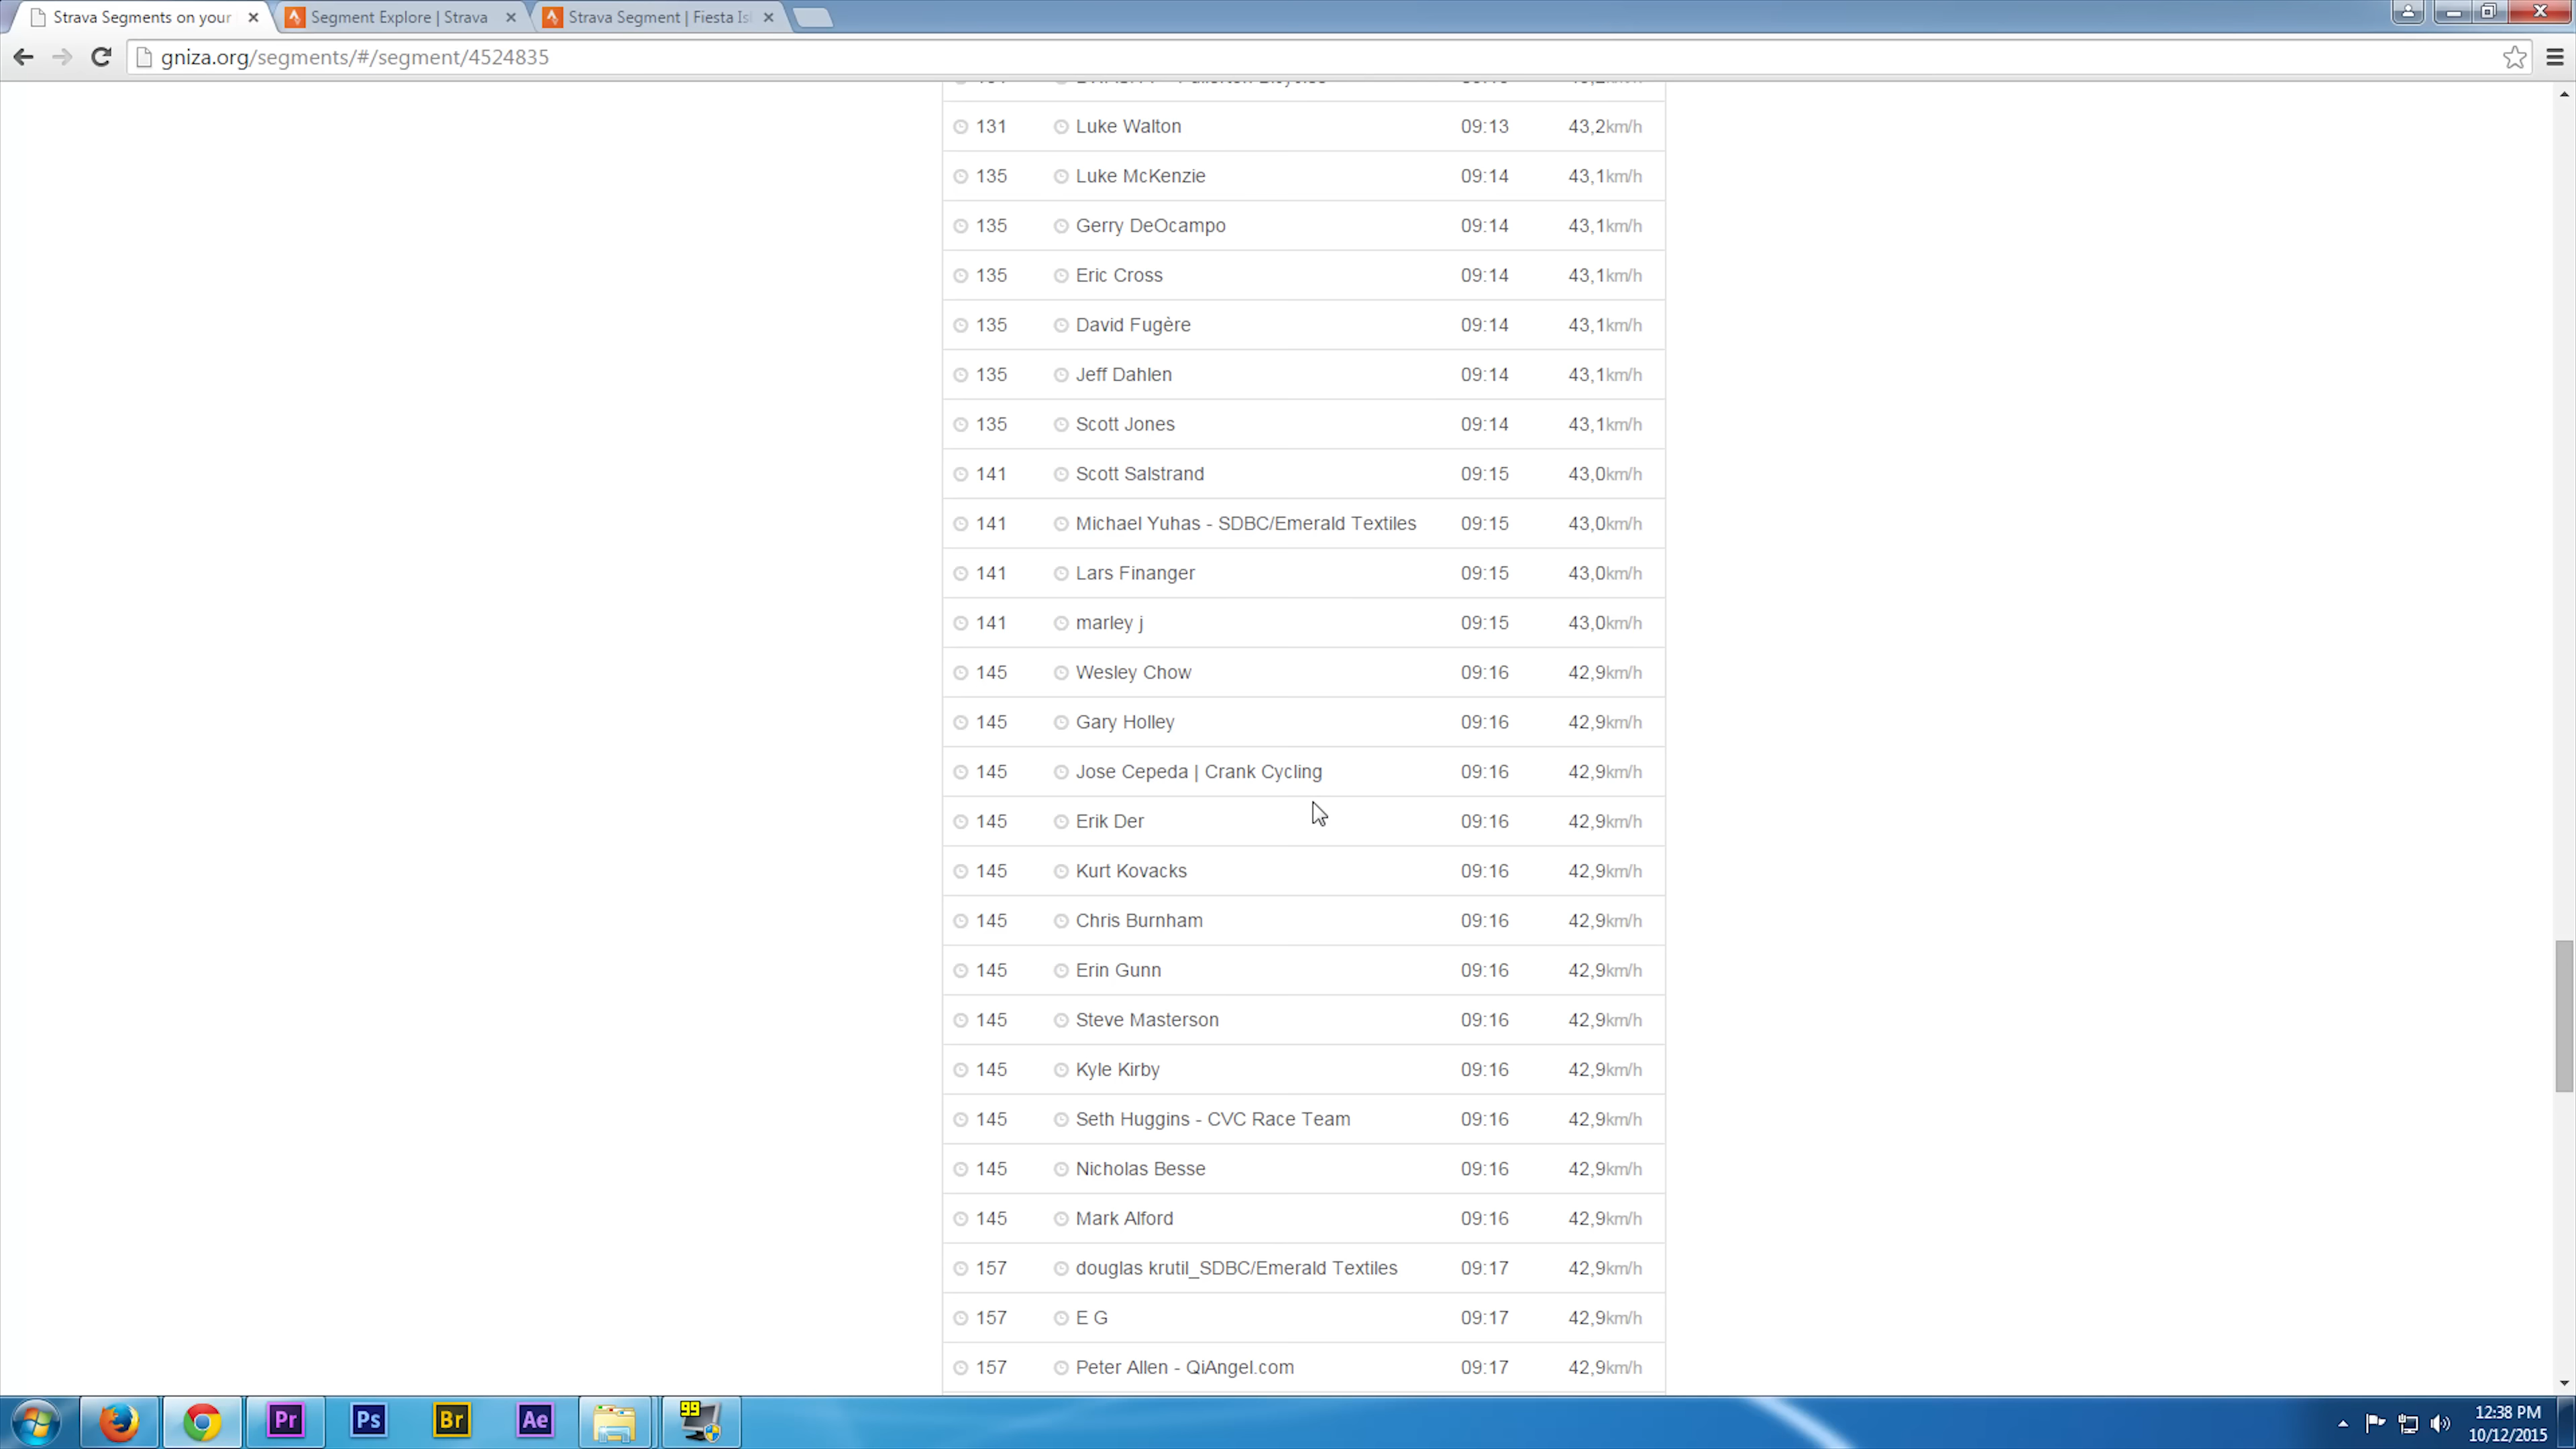 Strava Segments on your
Segment Explore | Strava
Strava Segment | Fiesta Is
gniza.org/segments/#/segment/4524835
131 Luke Walton 09:13 43,2km/h
135 Luke McKenzie 09:14 43,1km/h
135 Gerry DeOcampo 09:14 43,1km/h
135 Eric Cross 09:14 43,1km/h
135 David Fugère 09:14 43,1km/h
135 Jeff Dahlen 09:14 43,1km/h
135 Scott Jones 09:14 43,1km/h
141 Scott Salstrand 09:15 43,0km/h
141 Michael Yuhas - SDBC/Emerald Textiles 09:15 43,0km/h
141 Lars Finanger 09:15 43,0km/h
141 marley j 09:15 43,0km/h
145 Wesley Chow 09:16 42,9km/h
145 Gary Holley 09:16 42,9km/h
145 Jose Cepeda | Crank Cycling 09:16 42,9km/h
145 Erik Der 09:16 42,9km/h
145 Kurt Kovacks 09:16 42,9km/h
145 Chris Burnham 09:16 42,9km/h
145 Erin Gunn 09:16 42,9km/h
145 Steve Masterson 09:16 42,9km/h
145 Kyle Kirby 09:16 42,9km/h
145 Seth Huggins - CVC Race Team 09:16 42,9km/h
145 Nicholas Besse 09:16 42,9km/h
145 Mark Alford 09:16 42,9km/h
157 douglas krutil_SDBC/Emerald Textiles 09:17 42,9km/h
157 E G 09:17 42,9km/h
157 Peter Allen - QiAngel.com 09:17 42,9km/h
Pr Ps Br Ae 99
12:38 PM
10/12/2015